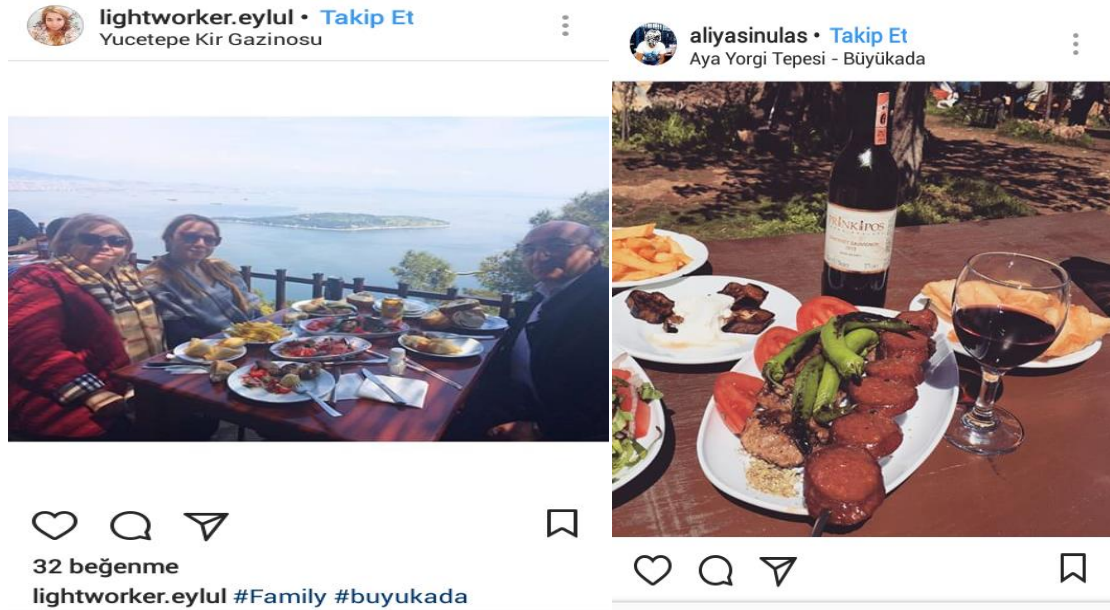 lightworker.eylul • Takip Et
Yucetepe Kir Gazinosu
32 beğenme
lightworker.eylul #Family #buyukada
aliyasinulas • Takip Et
Aya Yorgi Tepesi - Büyükada
PRINKIPOS